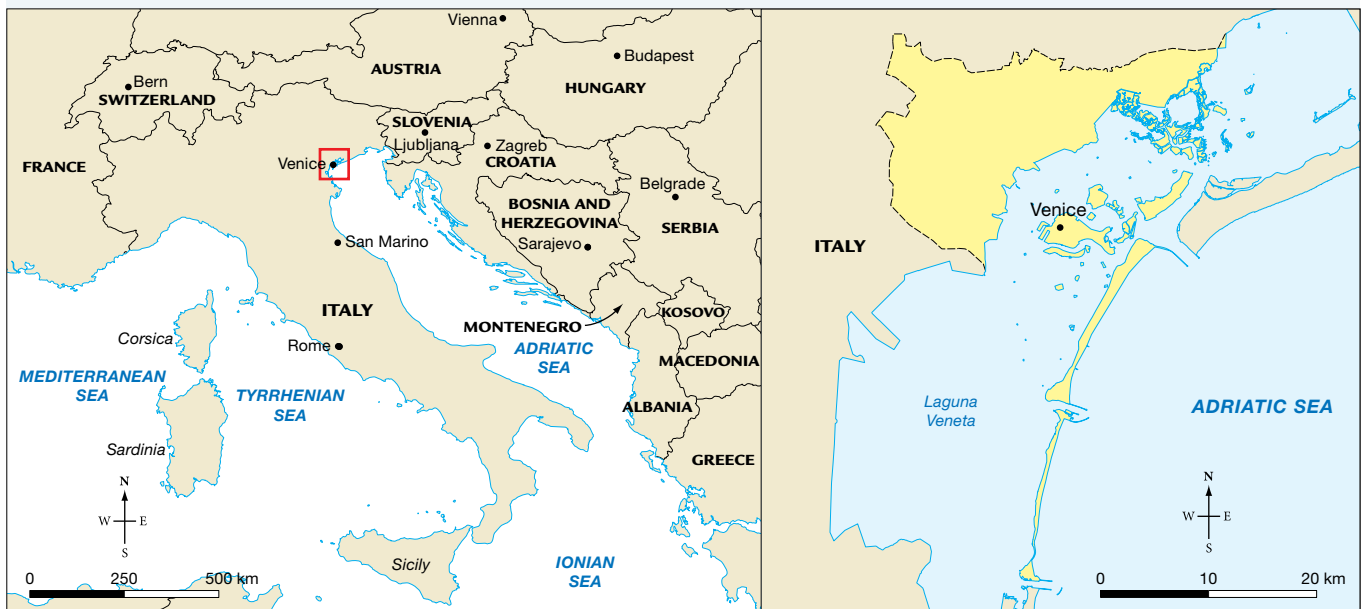 Vienna
Budapest
AUSTRIA
Bern
SWITZERLAND
HUNGARY
SLOVENIA
Ljubljana
Zagreb
CROATIA
FRANCE
Venice
Belgrade
BOSNIA AND
HERZEGOVINA
SERBIA
Sarajevo
San Marino
ITALY
KOSOVO
MONTENEGRO
Corsica
Rome
ADRIATIC
SEA
MACEDONIA
MEDITERRANEAN
SEA
TYRRHENIAN
SEA
ALBANIA
Sardinia
GREECE
N
W E
S
Sicily
IONIAN
SEA
0 250 500 km
Venice
ITALY
Laguna
Veneta
ADRIATIC SEA
N
W E
S
0 10 20 km